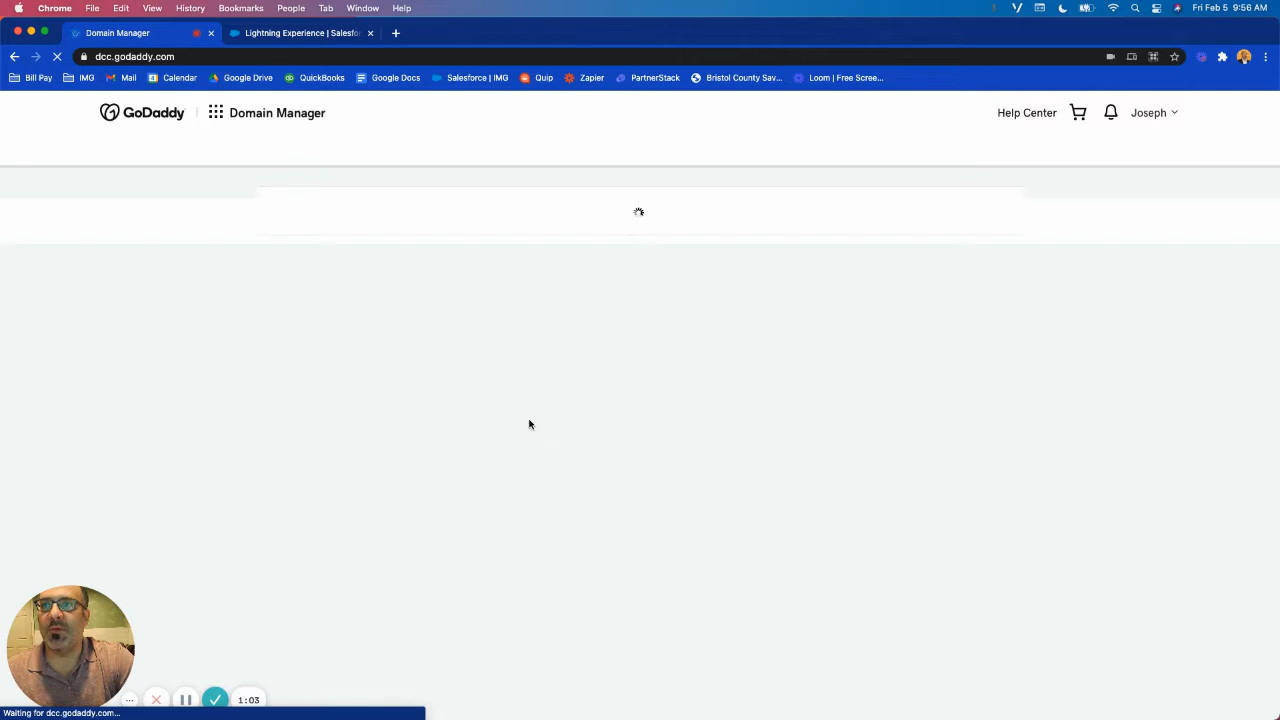 Chrome File Edit View History Bookmarks People Tab Window Help Fri Feb 5 9:56 AM
Domain Manager Lightning Experience | Salesfor
dcc.godaddy.com
Bill Pay IMG Mail Calendar Google Drive QuickBooks Google Docs Salesforce | IMG Quip Zapier PartnerStack Bristol County Sav... Loom | Free Scree...
GoDaddy Domain Manager Help Center Joseph
1:03
Waiting for dcc.godaddy.com...